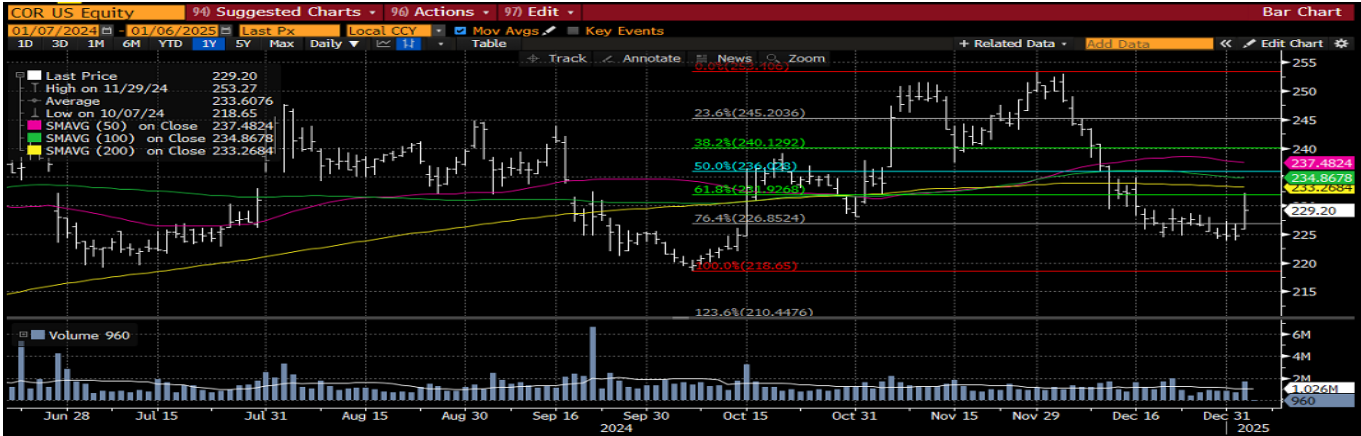 COR US Equity 94) Suggested Charts 96) Actions 97) Edit Bar Chart
01/07/2024 - 01/06/2025 Last Px Local CCY Mov Avgs Key Events
1D 3D 1M 6M YTD 1Y 5Y Max Daily ▼ Table + Related Data Add Data « Edit Chart
Track Annotate News Zoom
Last Price 229.20
High on 11/29/24 253.27
Average 233.6076
Low on 10/07/24 218.65
SMAVG (50) on Close 237.4824
SMAVG (100) on Close 234.8678
SMAVG (200) on Close 233.2684
23.6%(245.2036)
38.2%(240.1292)
50.0%(236.028)
61.8%(231.9268)
76.4%(226.8524)
100.0%(218.65)
123.6%(210.4476)
255
250
245
240
237.4824
234.8678
233.2684
229.20
225
220
215
Volume 960
6M
4M
2M
1.026M
960
Jun 28 Jul 15 Jul 31 Aug 15 Aug 30 Sep 16 Sep 30 Oct 15 Oct 31 Nov 15 Nov 29 Dec 16 Dec 31
2024 2025